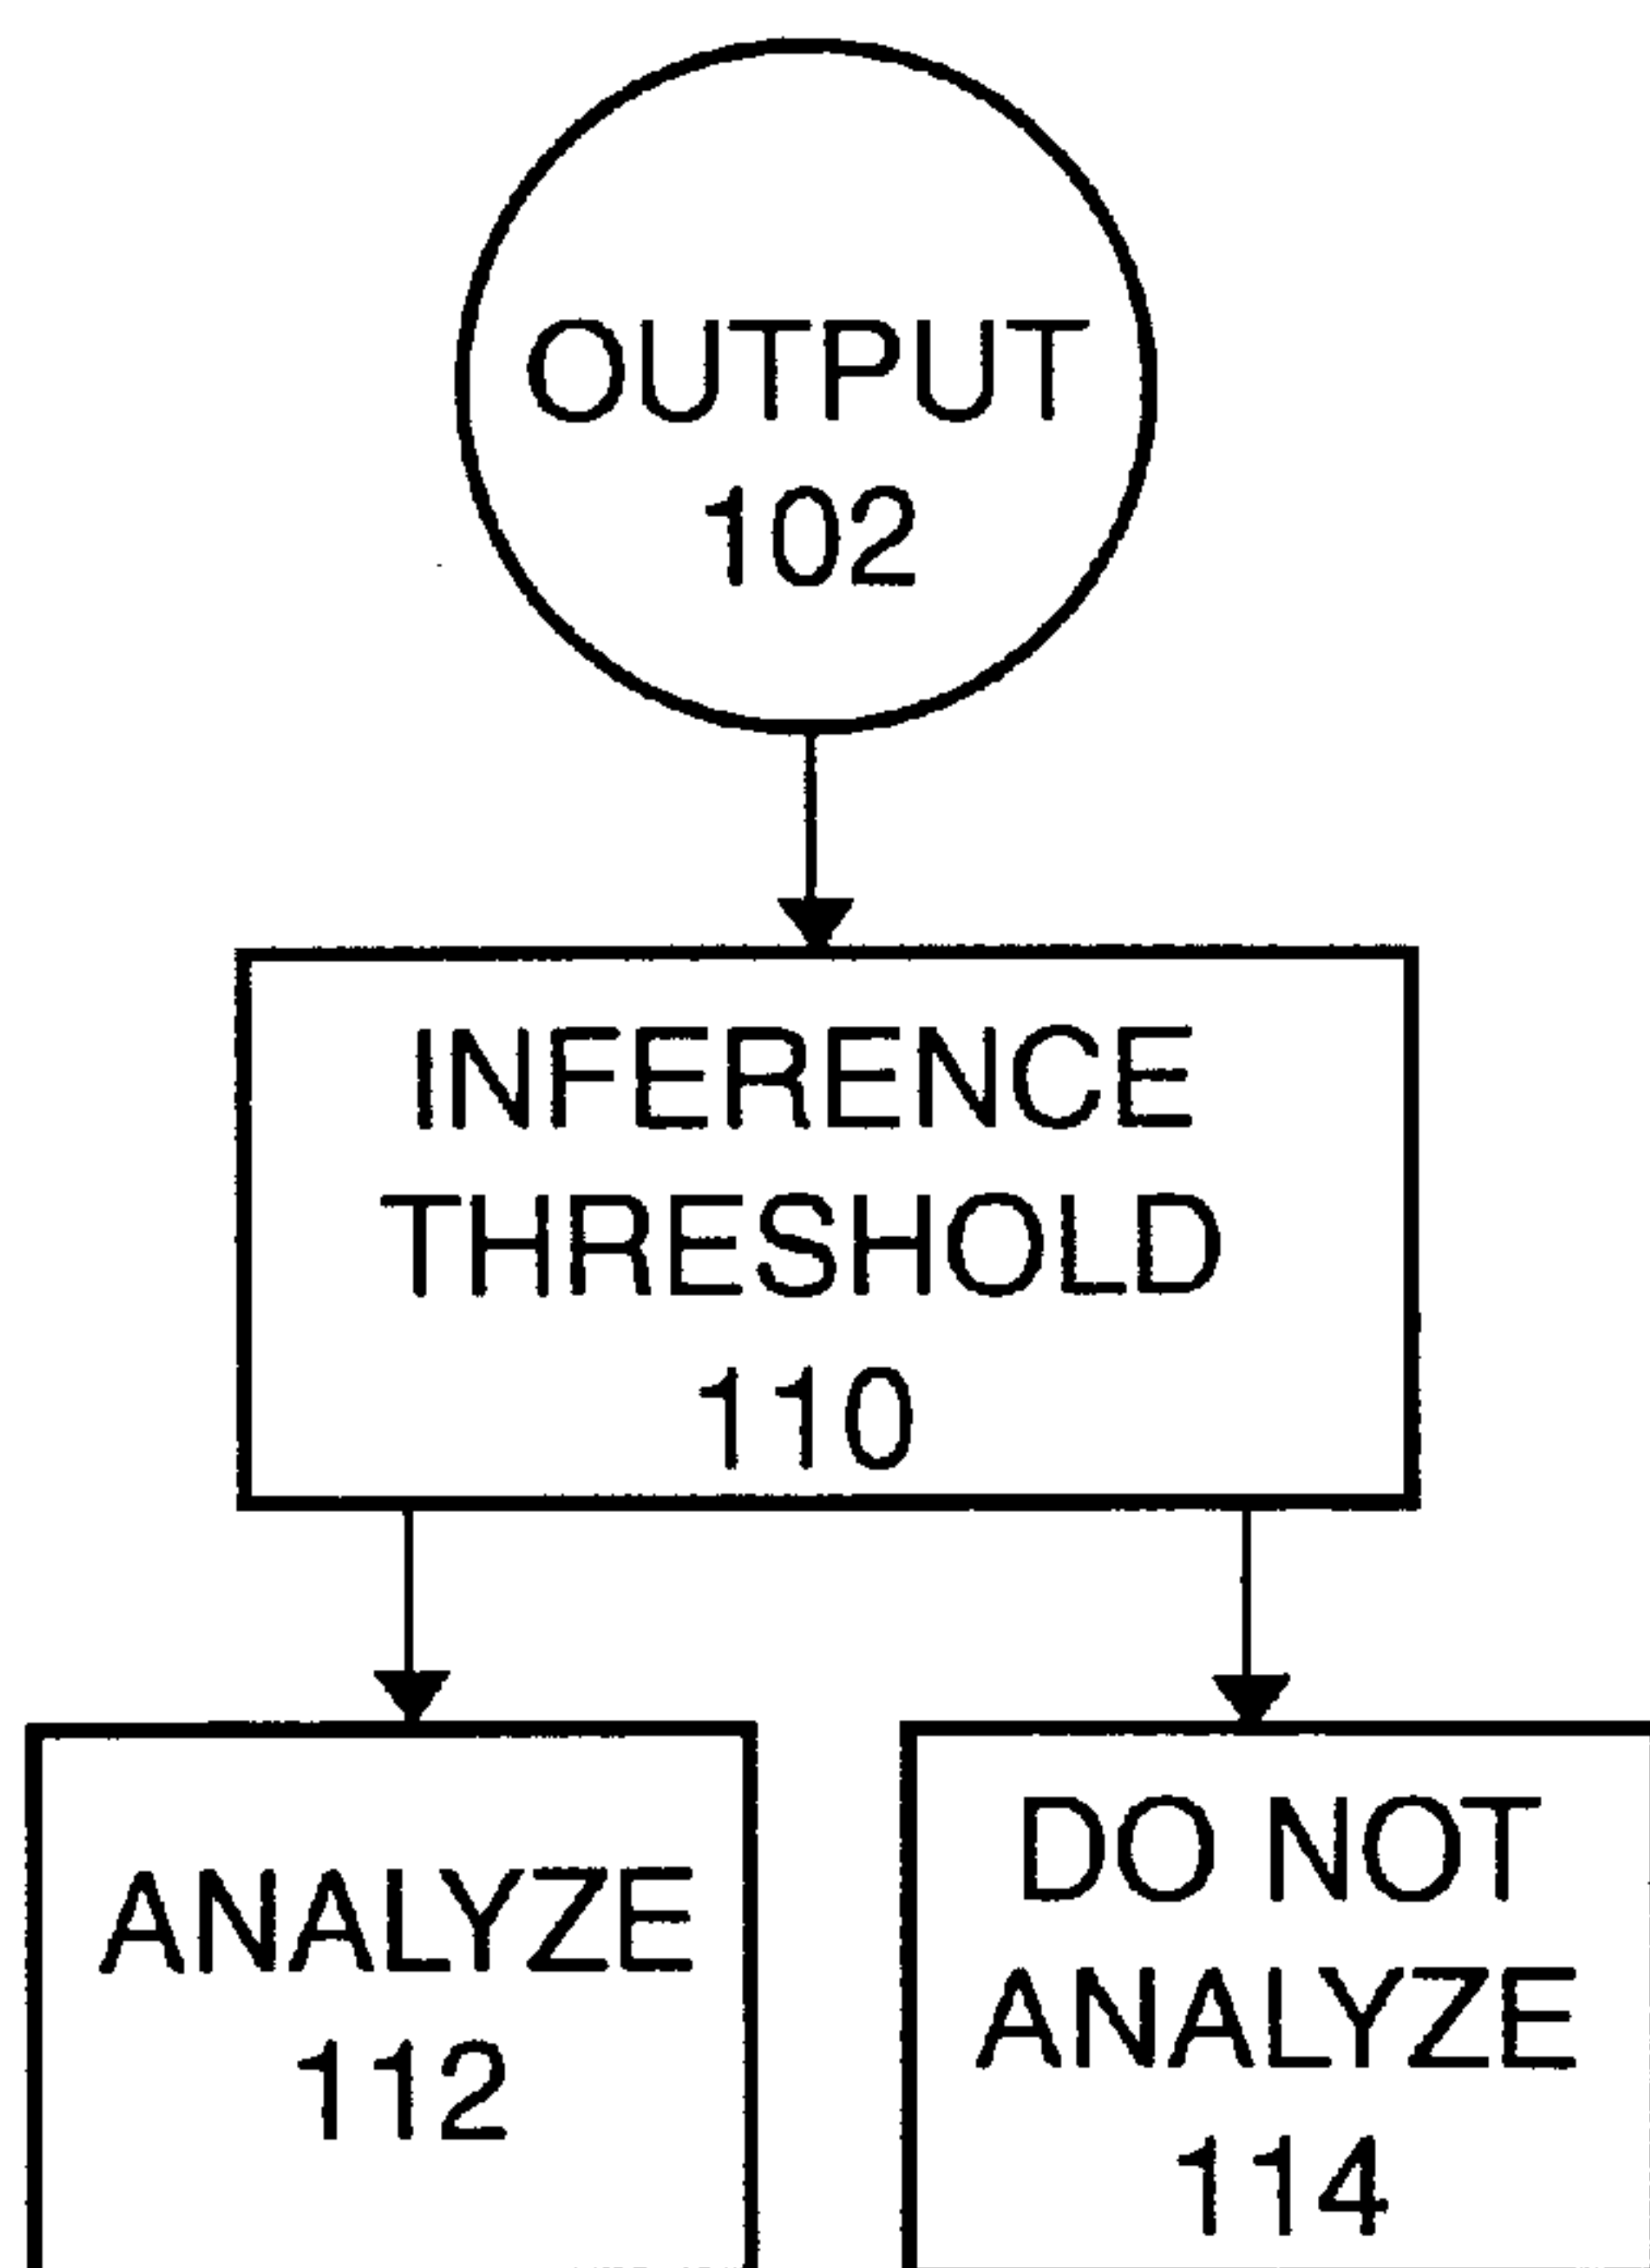 OUTPUT
102
INFERENCE
THRESHOLD
110
ANALYZE
112
DO NOT
ANALYZE
114